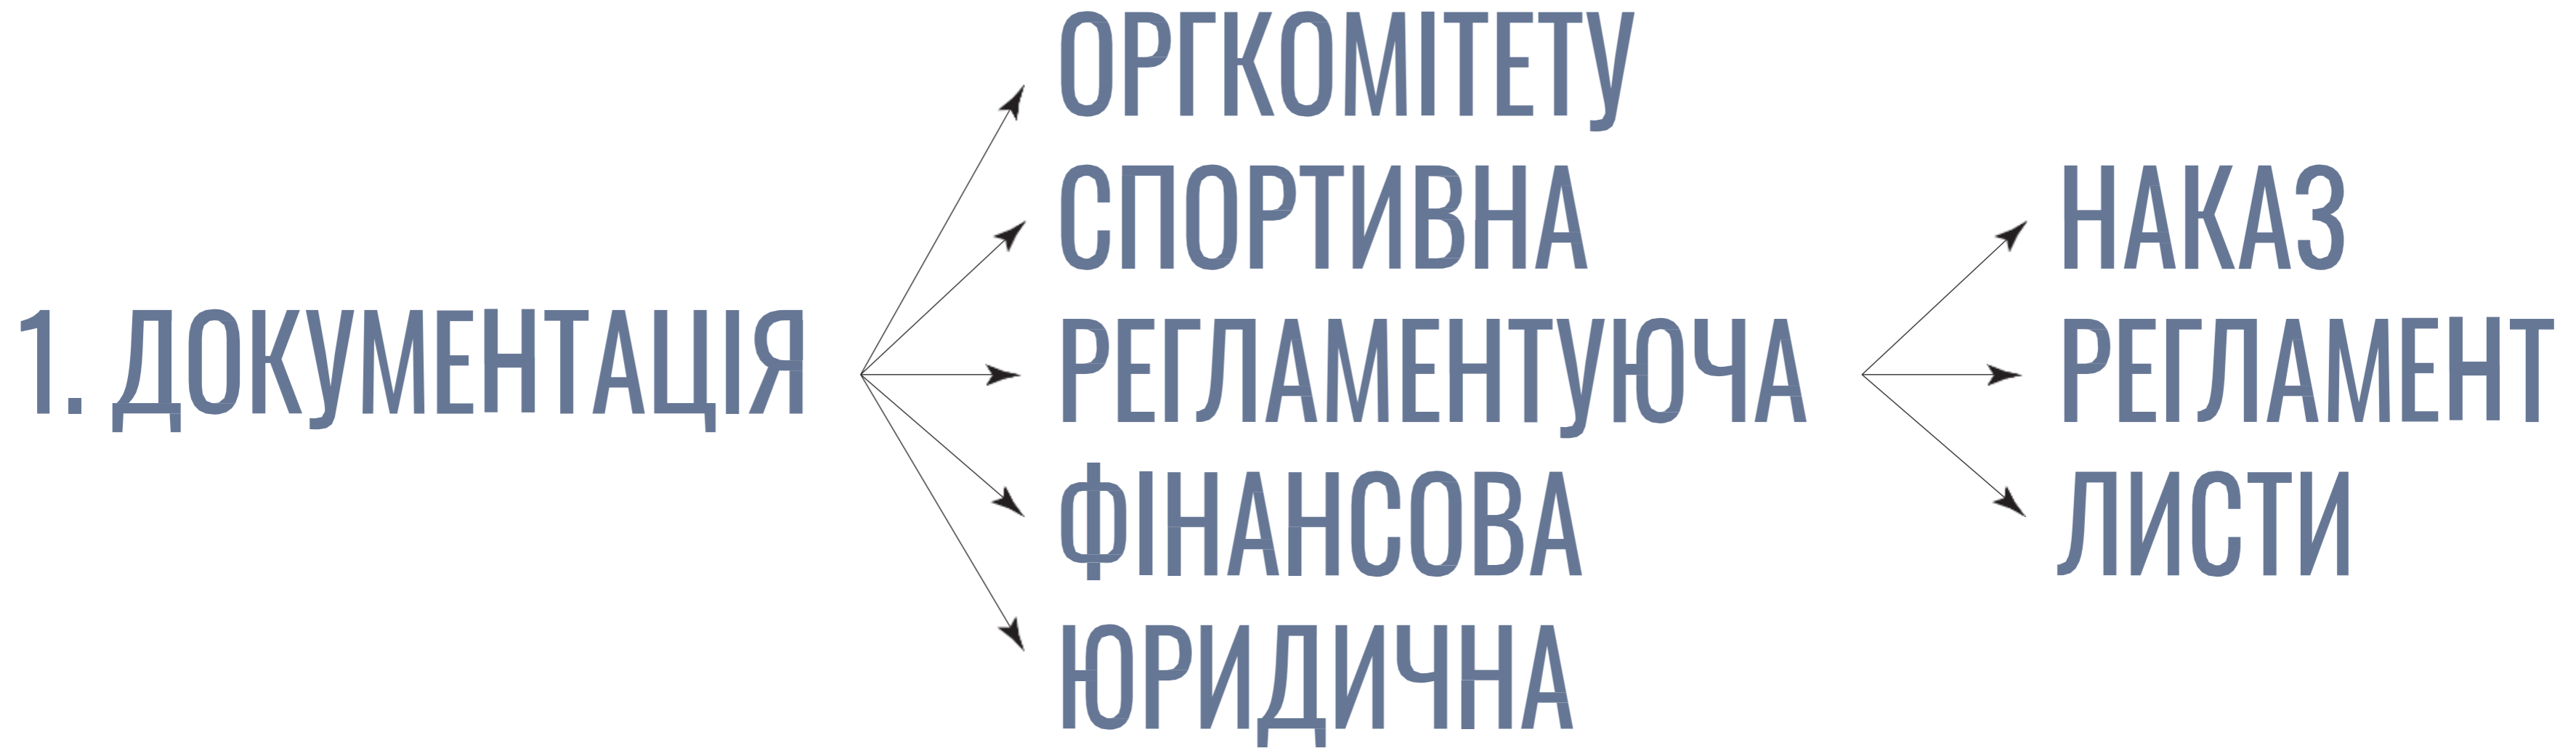 1. ДОКУМЕНТАЦІЯ
ОРГКОМІТЕТУ
СПОРТИВНА
РЕГЛАМЕНТУЮЧА
ФІНАНСОВА
ЮРИДИЧНА
НАКАЗ
РЕГЛАМЕНТ
ЛИСТИ